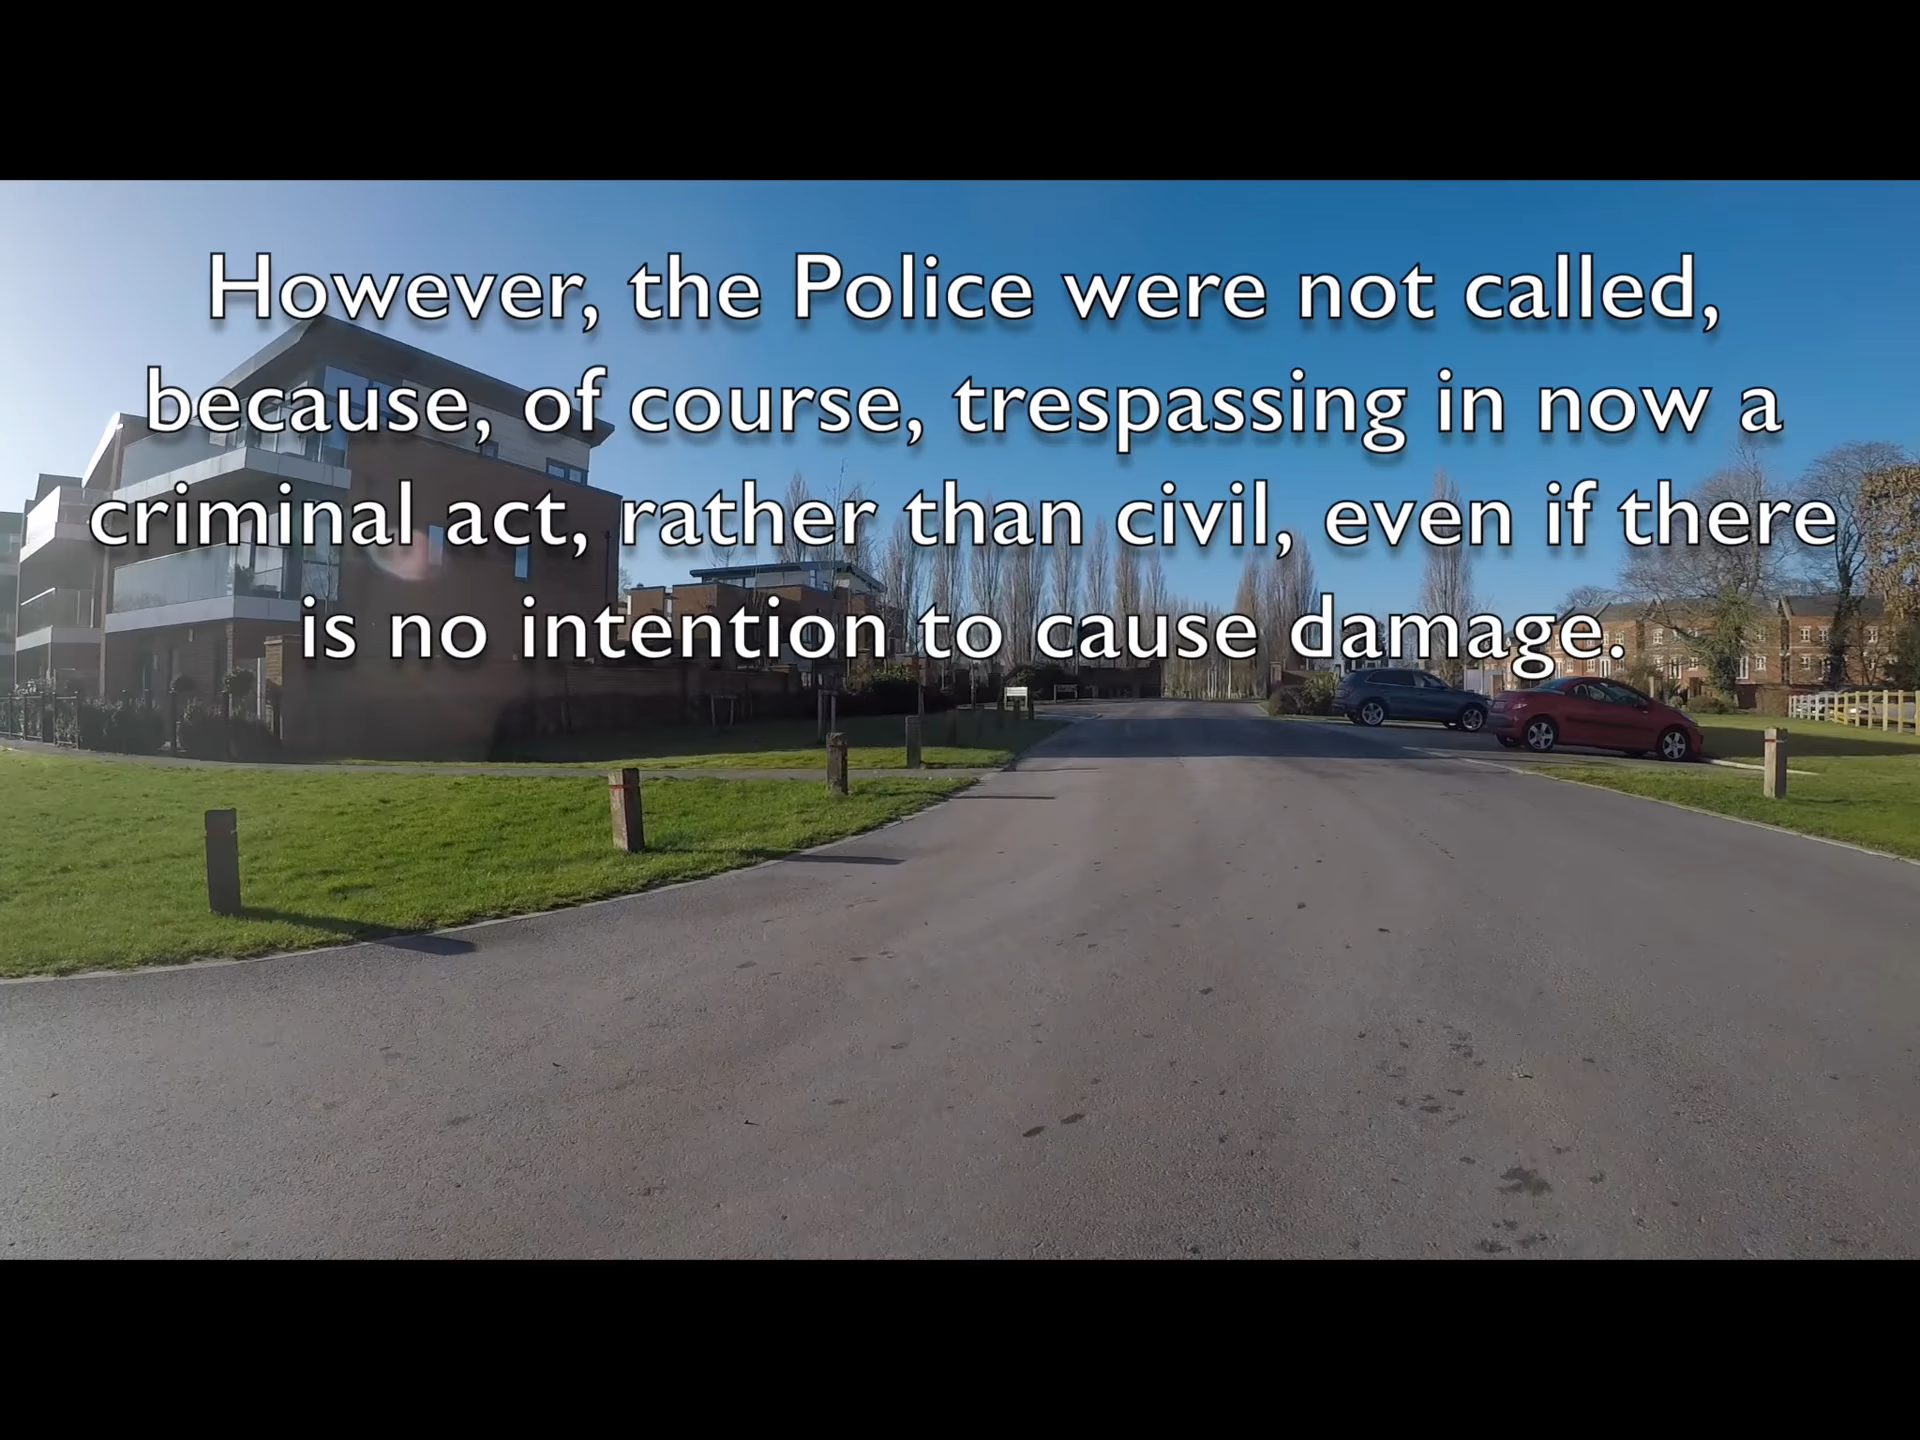 However, the Police were not called,
because, of course, trespassing in now a
criminal act, rather than civil, even if there
is no intention to cause damage.